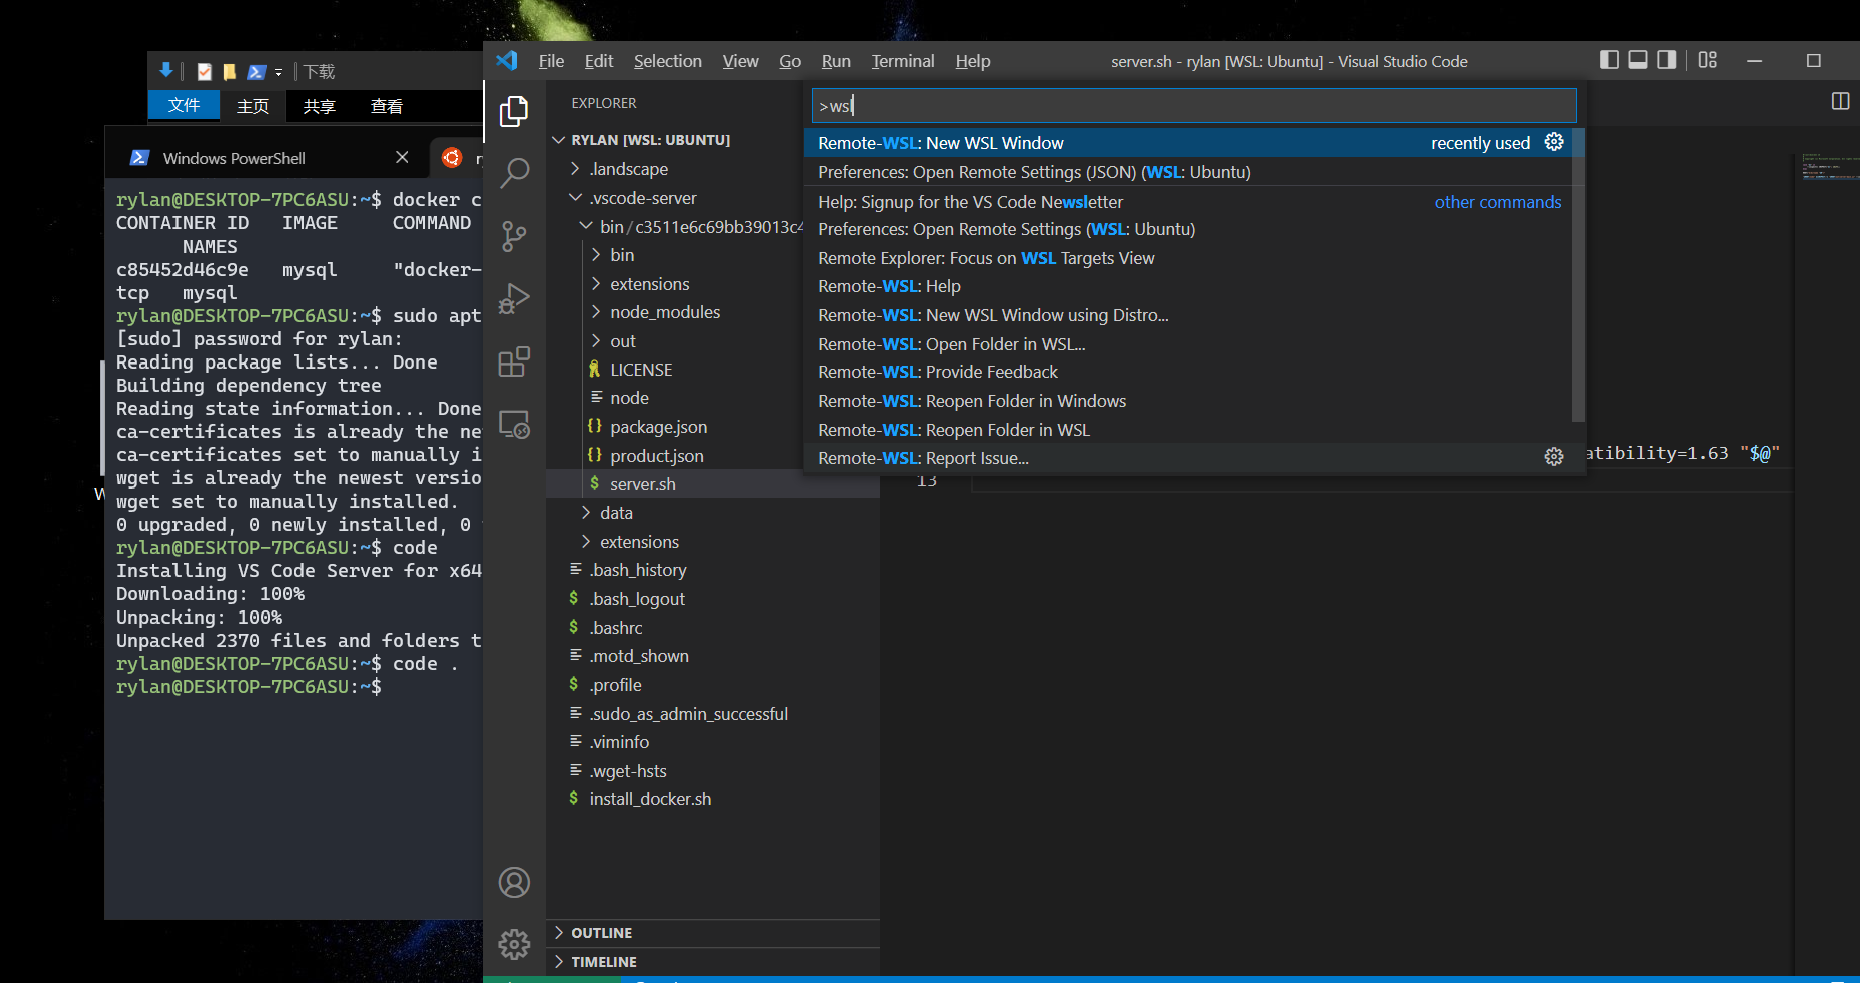 下载
文件 主页 共享 查看
Windows PowerShell
rylan@DESKTOP-7PC6ASU:~$ docker c
CONTAINER ID IMAGE COMMAND
NAMES
c85452d46c9e mysql "docker-
tcp mysql
rylan@DESKTOP-7PC6ASU:~$ sudo apt
[sudo] password for rylan:
Reading package lists... Done
Building dependency tree
Reading state information... Done
ca-certificates is already the ne
ca-certificates set to manually i
wget is already the newest versio
wget set to manually installed.
0 upgraded, 0 newly installed, 0
rylan@DESKTOP-7PC6ASU:~$ code
Installing VS Code Server for x64
Downloading: 100%
Unpacking: 100%
Unpacked 2370 files and folders t
rylan@DESKTOP-7PC6ASU:~$ code .
rylan@DESKTOP-7PC6ASU:~$
File Edit Selection View Go Run Terminal Help
server.sh - rylan [WSL: Ubuntu] - Visual Studio Code
EXPLORER
RYLAN [WSL: UBUNTU]
.landscape
.vscode-server
bin/c3511e6c69bb39013c4
bin
extensions
node_modules
out
LICENSE
node
package.json
product.json
$ server.sh
data
extensions
.bash_history
$ .bash_logout
$ .bashrc
.motd_shown
$ .profile
.sudo_as_admin_successful
.viminfo
.wget-hsts
$ install_docker.sh
OUTLINE
TIMELINE
>wsl
Remote-WSL: New WSL Window recently used
Preferences: Open Remote Settings (JSON) (WSL: Ubuntu)
Help: Signup for the VS Code Newsletter other commands
Preferences: Open Remote Settings (WSL: Ubuntu)
Remote Explorer: Focus on WSL Targets View
Remote-WSL: Help
Remote-WSL: New WSL Window using Distro...
Remote-WSL: Open Folder in WSL...
Remote-WSL: Provide Feedback
Remote-WSL: Reopen Folder in Windows
Remote-WSL: Reopen Folder in WSL
Remote-WSL: Report Issue...
atibility=1.63 "$@"
13